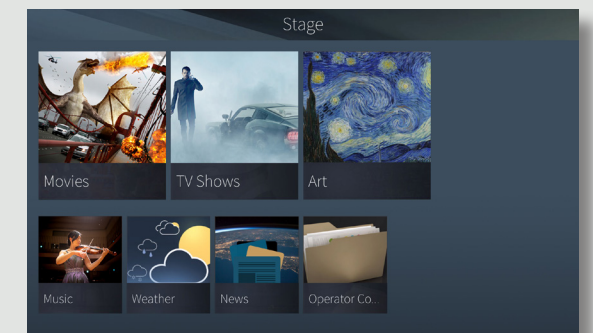 Stage
Movies
TV Shows
Art
Music
Weather
News
Operator Co...